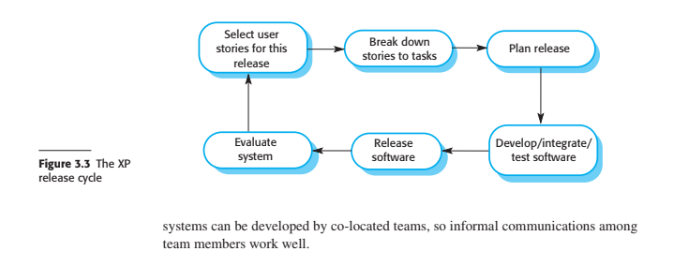 Select user
stories for this
release
Break down
stories to tasks
Plan release
Evaluate
system
Release
software
Develop/integrate/
test software
Figure 3.3 The XP
release cycle
systems can be developed by co-located teams, so informal communications among
team members work well.